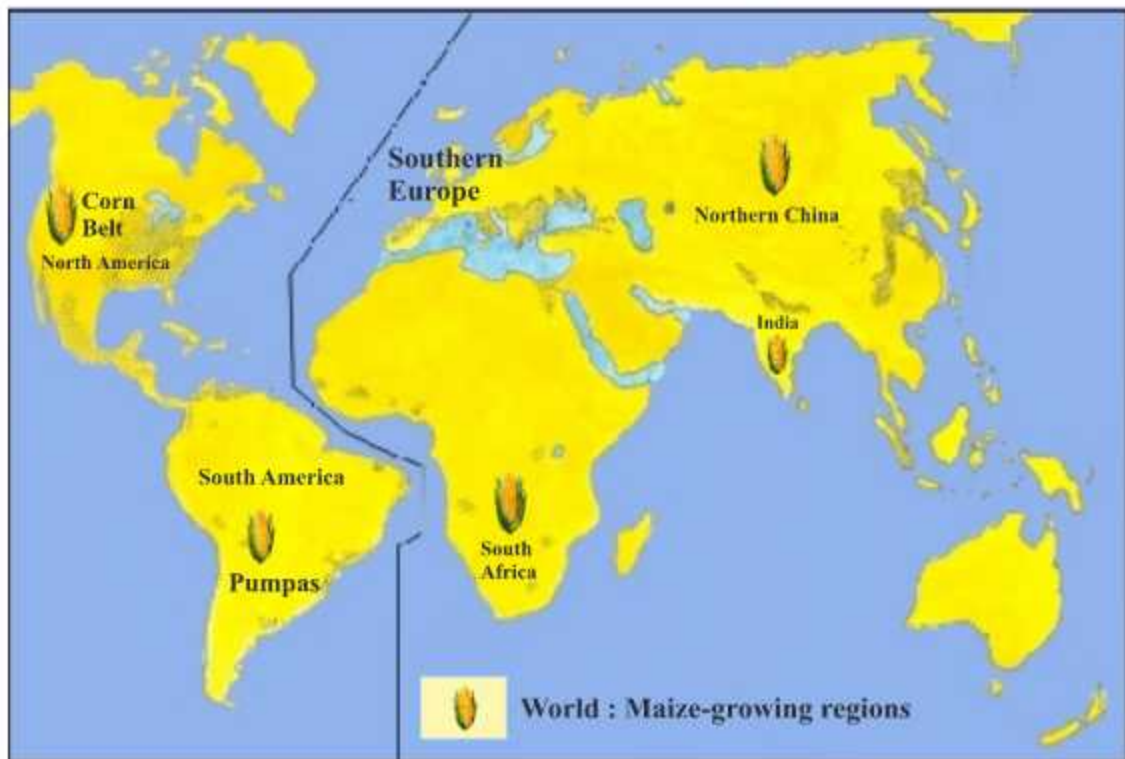 Southern
Europe
Corn
Belt
North America
Northern China
India
South America
Pumpas
South
Africa
World : Maize-growing regions